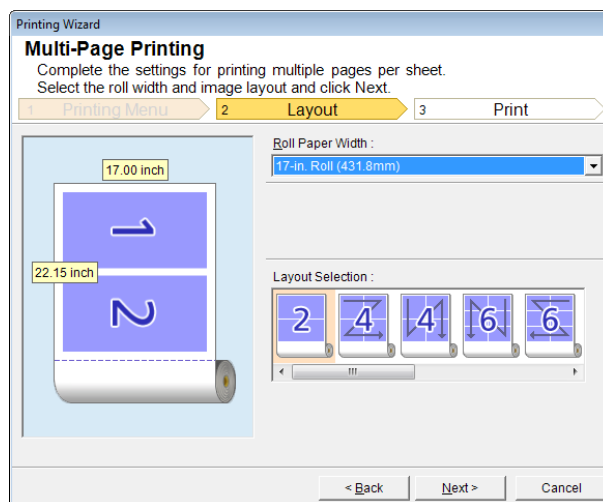 Printing Wizard
Multi-Page Printing
Complete the settings for printing multiple pages per sheet.
Select the roll width and image layout and click Next.
1 Printing Menu 2 Layout 3 Print
Roll Paper Width :
17-in. Roll (431.8mm)
17.00 inch
1
22.15 inch
2
Layout Selection :
2 4 4 6 6
< Back Next > Cancel